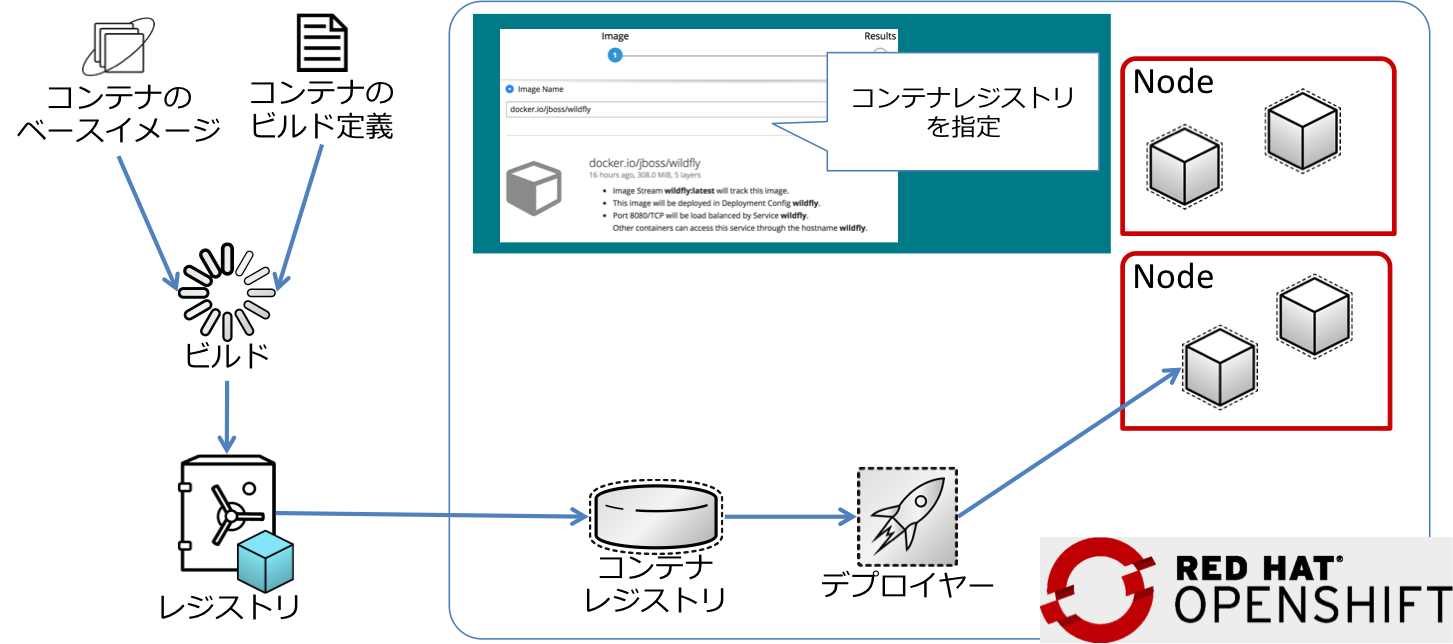 コンテナの
ベースイメージ
コンテナの
ビルド定義
ビルド
レジストリ
Image
Results
1
Image Name
docker.io/jboss/wildfly
コンテナレジストリ
を指定
docker.io/jboss/wildfly
16 hours ago, 308.0 MiB, 5 layers
• Image Stream wildfly:latest will track this image.
• This image will be deployed in Deployment Config wildfly.
• Port 8080/TCP will be load balanced by Service wildfly.
Other containers can access this service through the hostname wildfly.
Node
Node
コンテナ
レジストリ
デプロイヤー
RED HAT®
OPENSHIFT